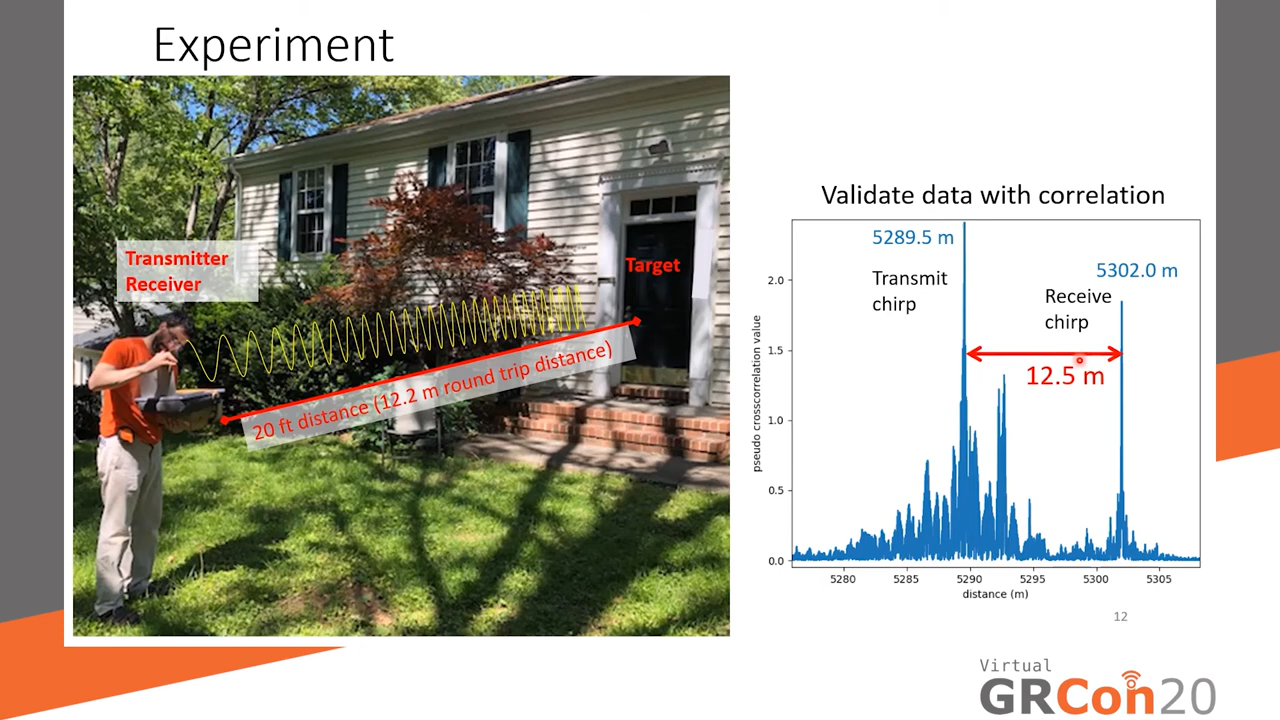 Experiment
Transmitter
Receiver
Target
20 ft distance (12.2 m round trip distance)
Validate data with correlation
5289.5 m
Transmit
chirp
5302.0 m
Receive
chirp
12.5 m
pseudo crosscorrelation value
2.0
1.5
1.0
0.5
0.0
5280
5285
5290
5295
5300
5305
distance (m)
12
Virtual
GRCon20